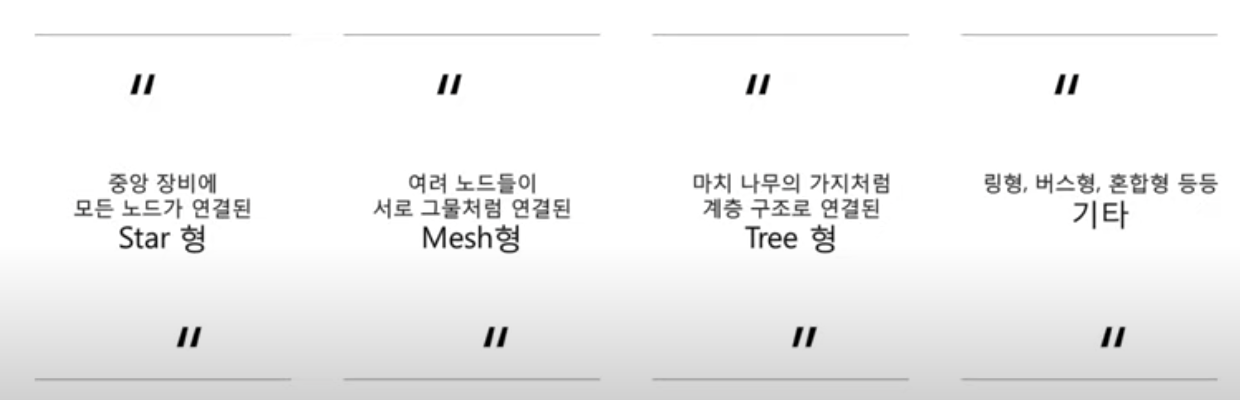 "
중앙 장비에
모든 노드가 연결된
Star 형
"
"
여려 노드들이
서로 그물처럼 연결된
Mesh형
"
"
마치 나무의 가지처럼
계층 구조로 연결된
Tree 형
"
"
링형, 버스형, 혼합형 등등
기타
"